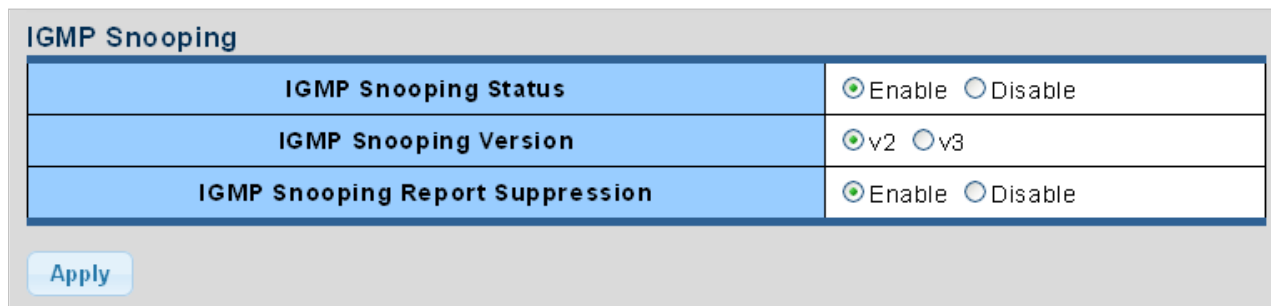 IGMP Snooping
IGMP Snooping Status Enable Disable
IGMP Snooping Version v2 v3
IGMP Snooping Report Suppression Enable Disable
Apply